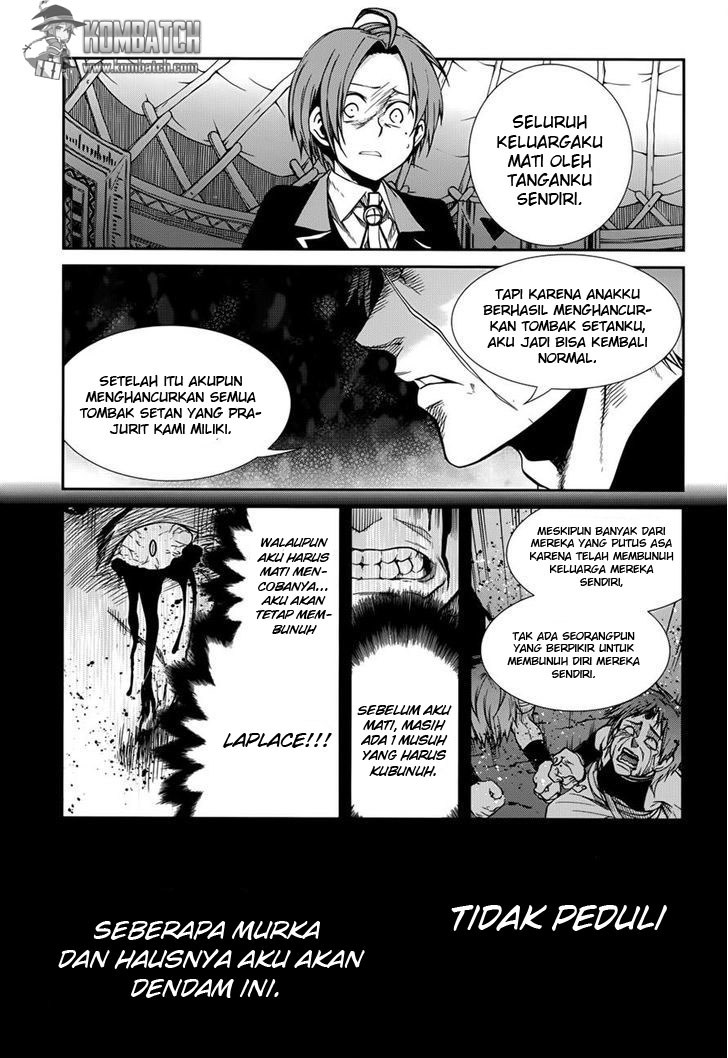 KOMBATCH
www.kombatch.com
SELURUH
KELUARGAKU
MATI OLEH
TANGANKU
SENDIRI.
TAPI KARENA ANAKKU
BERHASIL MENGHANCUR-
KAN TOMBAK SETANKU,
AKU JADI BISA KEMBALI
NORMAL.
SETELAH ITU AKUPUN
MENGHANCURKAN SEMUA
TOMBAK SETAN YANG PRA-
JURIT KAMI MILIKI.
MESKIPUN BANYAK DARI
MEREKA YANG PUTUS ASA
KARENA TELAH MEMBUNUH
KELUARGA MEREKA
SENDIRI,
TAK ADA SEORANGPUN
YANG BERPIKIR UNTUK
MEMBUNUH DIRI MEREKA
SENDIRI.
SEBELUM AKU
MATI, MASIH
ADA 1 MUSUH
YANG HARUS
KUBUNUH.
WALAUPUN
AKU HARUS
MATI MEN-
COBANYA...
AKU AKAN
TETAP MEM-
BUNUH
LAPLACE!!!
TIDAK PEDULI
SEBERAPA MURKA
DAN HAUSNYA AKU AKAN
DENDAM INI.